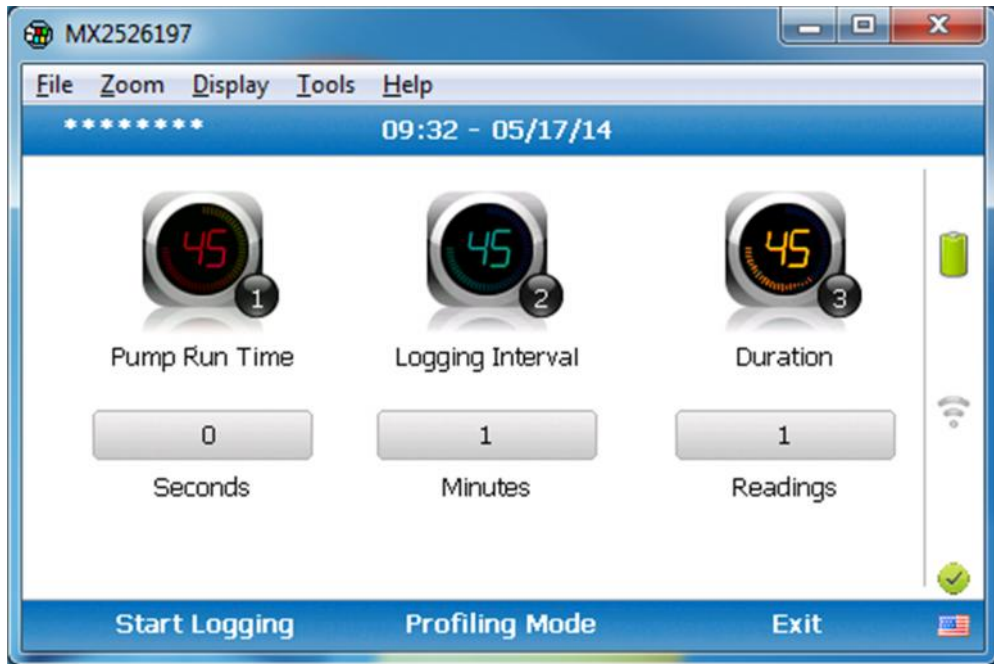 MX2526197
File Zoom Display Tools Help
******** 09:32 - 05/17/14
45 1 45 2 45 3
Pump Run Time Logging Interval Duration
0 1 1
Seconds Minutes Readings
Start Logging Profiling Mode Exit